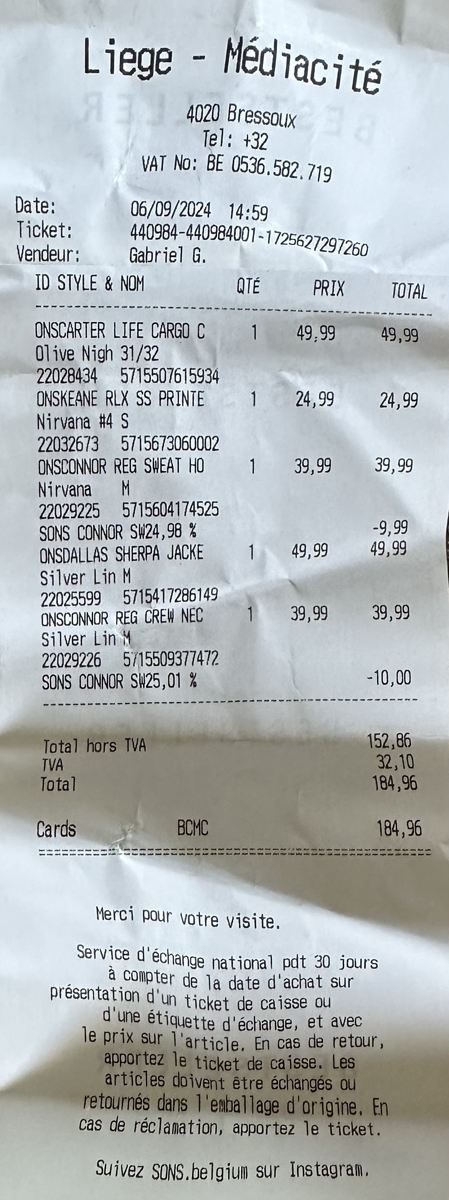 Liege - Médiacité
4020 Bressoux
Tel: +32
VAT No: BE 0536.582.719
Date: 06/09/2024 14:59
Ticket: 440984-440984001-1725627297260
Vendeur: Gabriel G.
ID STYLE & NOM QTÉ PRIX TOTAL
ONSCARTER LIFE CARGO C 1 49,99 49,99
Olive Nigh 31/32
22028434 5715507615934
ONSKEANE RLX SS PRINTE 1 24,99 24,99
Nirvana #4 S
22032673 5715673060002
ONSCONNOR REG SWEAT HO 1 39,99 39,99
Nirvana M
22029225 5715604174525
SONS CONNOR SW24,98 % -9,99
ONSDALLAS SHERPA JACKE 1 49,99 49,99
Silver Lin M
22025599 5715417286149
ONSCONNOR REG CREW NEC 1 39,99 39,99
Silver Lin M
22029226 5715509377472
SONS CONNOR SW25,01 % -10,00
Total hors TVA 152,86
TVA 32,10
Total 184,96
Cards BCMC 184,96
Merci pour votre visite.
Service d'échange national pdt 30 jours
à compter de la date d'achat sur
présentation d'un ticket de caisse ou
d'une étiquette d'échange, et avec
le prix sur l'article. En cas de retour,
apportez le ticket de caisse. Les
articles doivent être échangés ou
retournés dans l'emballage d'origine. En
cas de réclamation, apportez le ticket.
Suivez SONS.belgium sur Instagram.